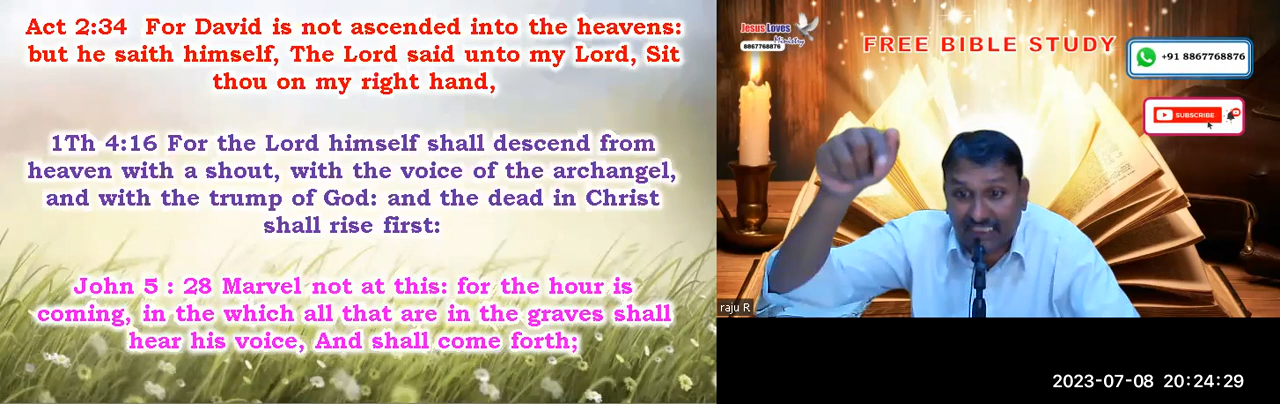 Act 2:34 For David is not ascended into the heavens:
but he saith himself, The Lord said unto my Lord, Sit
thou on my right hand,
1Th 4:16 For the Lord himself shall descend from
heaven with a shout, with the voice of the archangel,
and with the trump of God: and the dead in Christ
shall rise first:
John 5 : 28 Marvel not at this: for the hour is
coming, in the which all that are in the graves shall
hear his voice, And shall come forth;
Jesus Loves
Ministry
8867768876
FREE BIBLE STUDY
+91 8867768876
SUBSCRIBE
raju R
2023-07-08 20:24:29